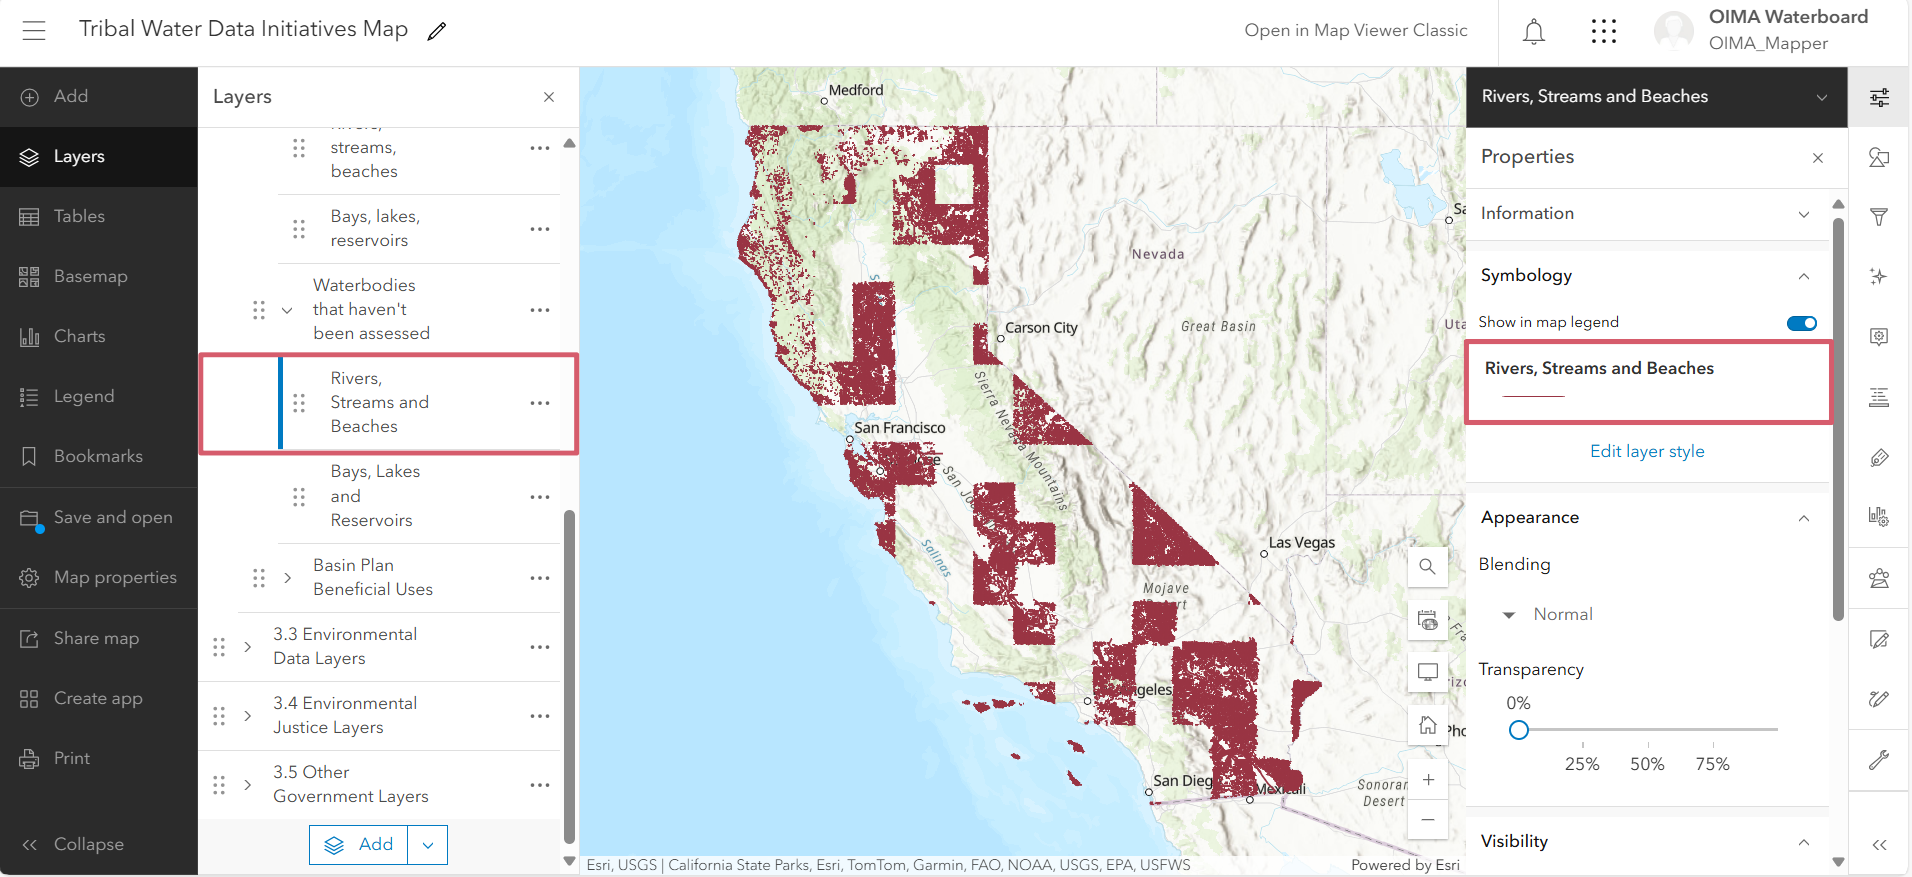 Tribal Water Data Initiatives Map
Open in Map Viewer Classic
OIMA Waterboard
OIMA_Mapper
Add
Layers
Tables
Basemap
Charts
Legend
Bookmarks
Save and open
Map properties
Share map
Create app
Print
Collapse
Layers
Rivers,
streams,
beaches
Bays, lakes,
reservoirs
Waterbodies
that haven't
been assessed
Rivers,
Streams and
Beaches
Bays, Lakes
and
Reservoirs
Basin Plan
Beneficial Uses
3.3 Environmental
Data Layers
3.4 Environmental
Justice Layers
3.5 Other
Government Layers
Add
Medford
Nevada
Great Basin
Carson City
Sierra Nevada Mountains
San Francisco
San Jo
Salinas
Las Vegas
Mojave
San Dieg
Mexicali
Sonoran
Desert
Esri, USGS | California State Parks, Esri, TomTom, Garmin, FAO, NOAA, USGS, EPA, USFWS
Powered by Esri
Rivers, Streams and Beaches
Properties
Information
Symbology
Show in map legend
Rivers, Streams and Beaches
Edit layer style
Appearance
Blending
Normal
Transparency
0%
25% 50% 75%
Visibility